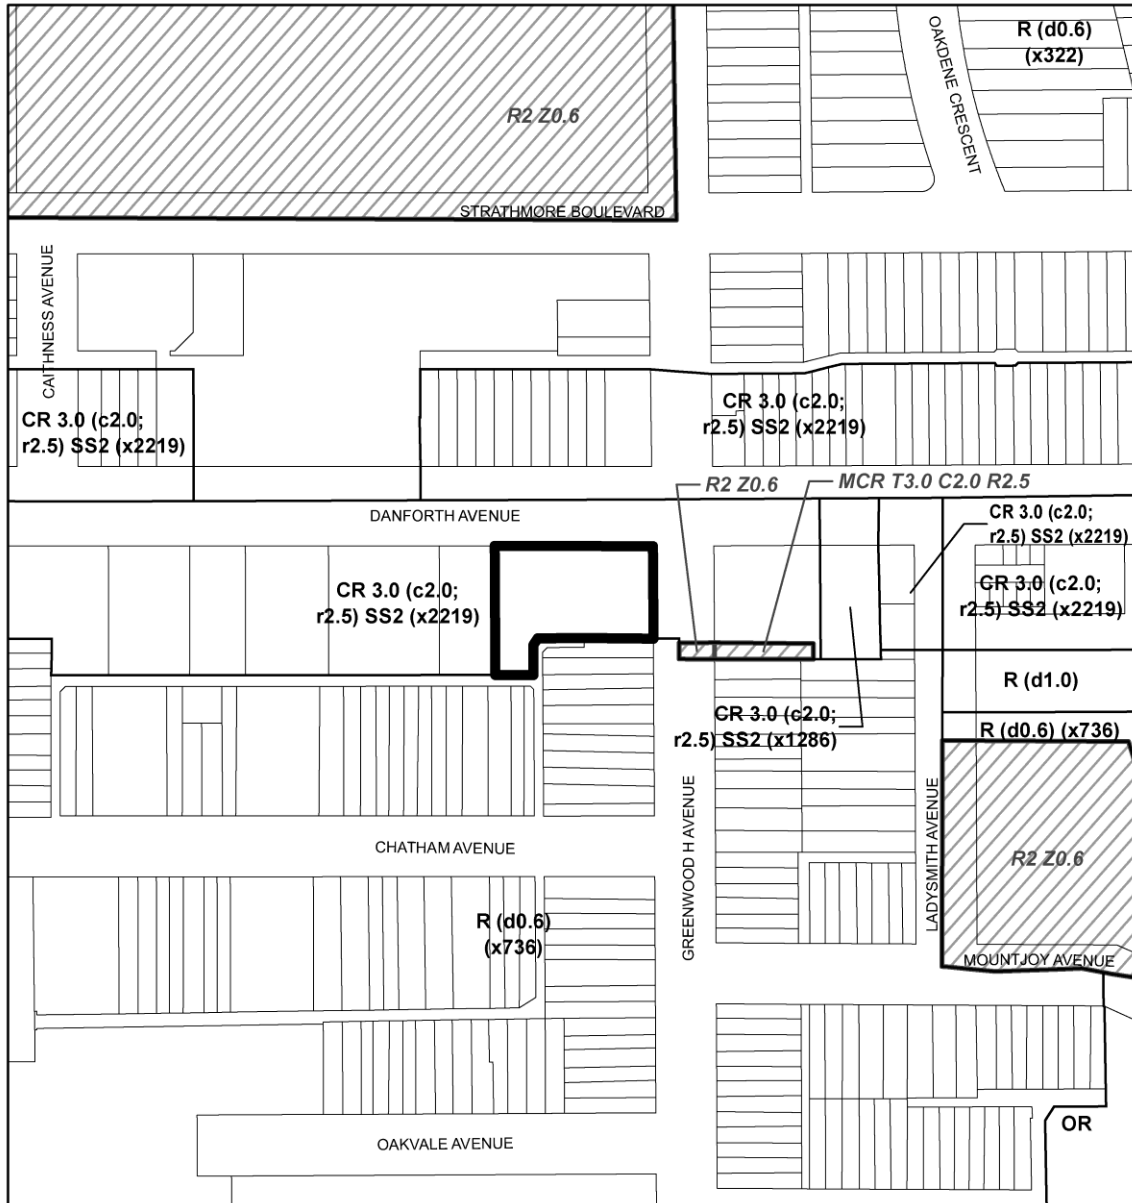 OAKDENE CRESCENT
R (d0.6)
(x322)
R2 Z0.6
STRATHMORE BOULEVARD
CAITHNESS AVENUE
CR 3.0 (c2.0;
r2.5) SS2 (x2219)
CR 3.0 (c2.0;
r2.5) SS2 (x2219)
R2 Z0.6
MCR T3.0 C2.0 R2.5
DANFORTH AVENUE
CR 3.0 (c2.0;
r2.5) SS2 (x2219)
CR 3.0 (c2.0;
r2.5) SS2 (x2219)
CR 3.0 (c2.0;
r2.5) SS2 (x2219)
R (d1.0)
CR 3.0 (c2.0;
r2.5) SS2 (x1286)
R (d0.6) (x736)
GREENWOOD H AVENUE
LADYSMITH AVENUE
CHATHAM AVENUE
R2 Z0.6
R (d0.6)
(x736)
MOUNTJOY AVENUE
OAKVALE AVENUE
OR